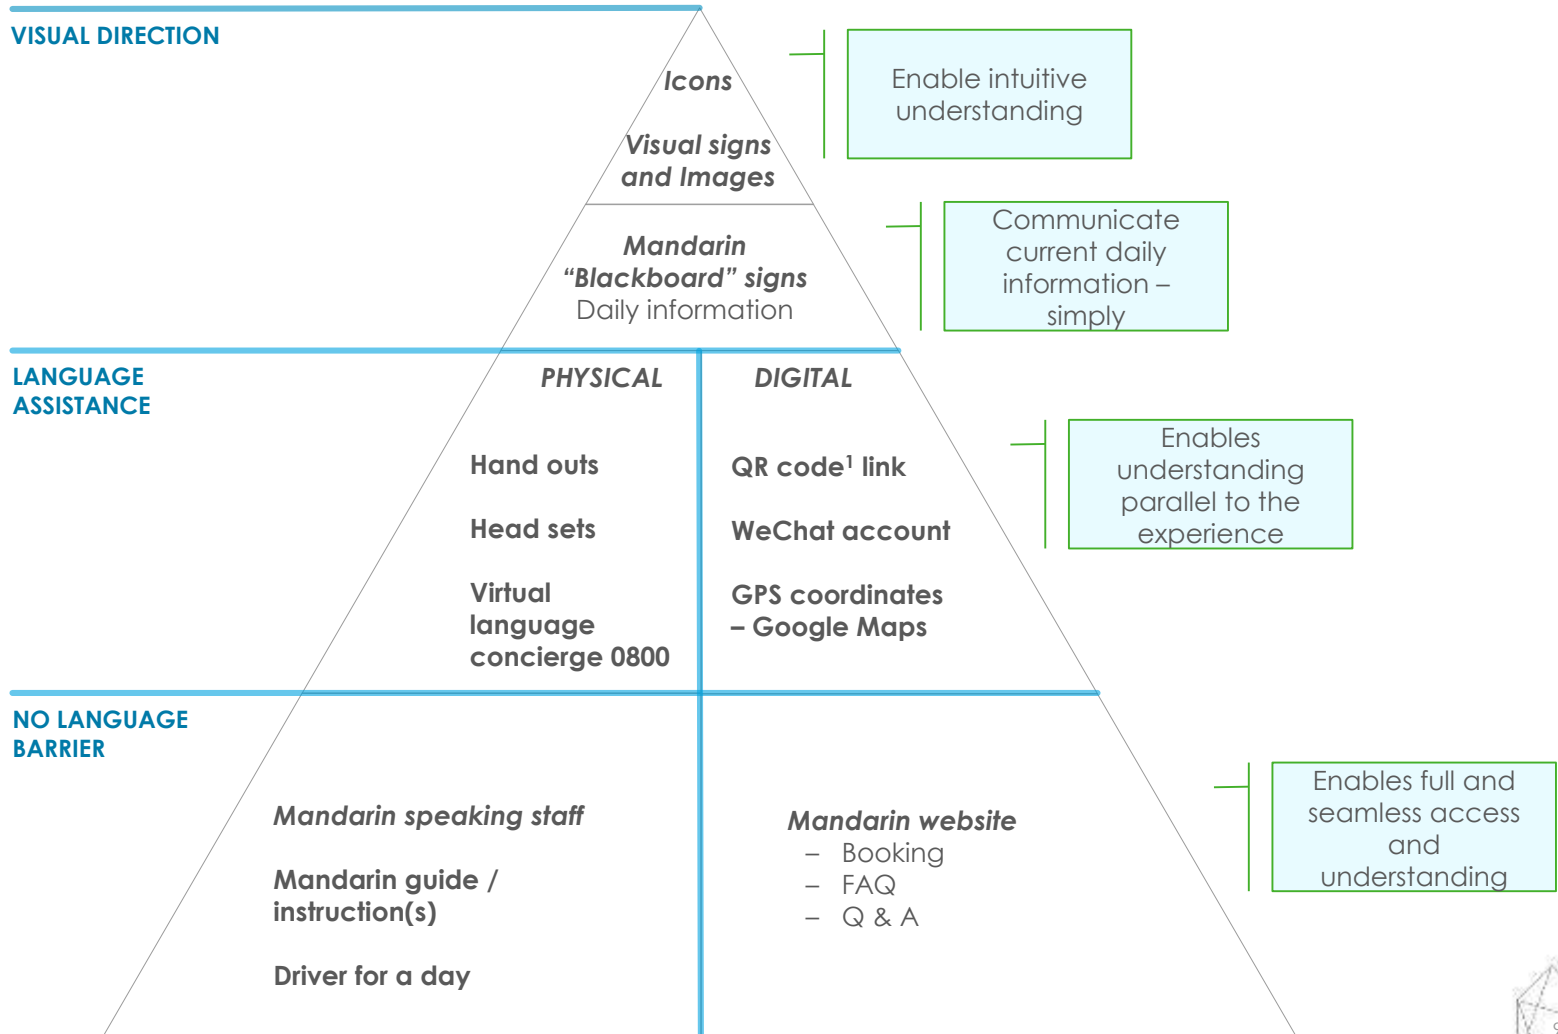 VISUAL DIRECTION
Icons
Visual signs
and Images
Enable intuitive
understanding
Mandarin
“Blackboard” signs
Daily information
Communicate
current daily
information –
simply
LANGUAGE
ASSISTANCE
PHYSICAL
Hand outs
Head sets
Virtual
language
concierge 0800
DIGITAL
QR code¹ link
WeChat account
GPS coordinates
– Google Maps
Enables
understanding
parallel to the
experience
NO LANGUAGE
BARRIER
Mandarin speaking staff
Mandarin guide /
instruction(s)
Driver for a day
Mandarin website
– Booking
– FAQ
– Q & A
Enables full and
seamless access
and
understanding